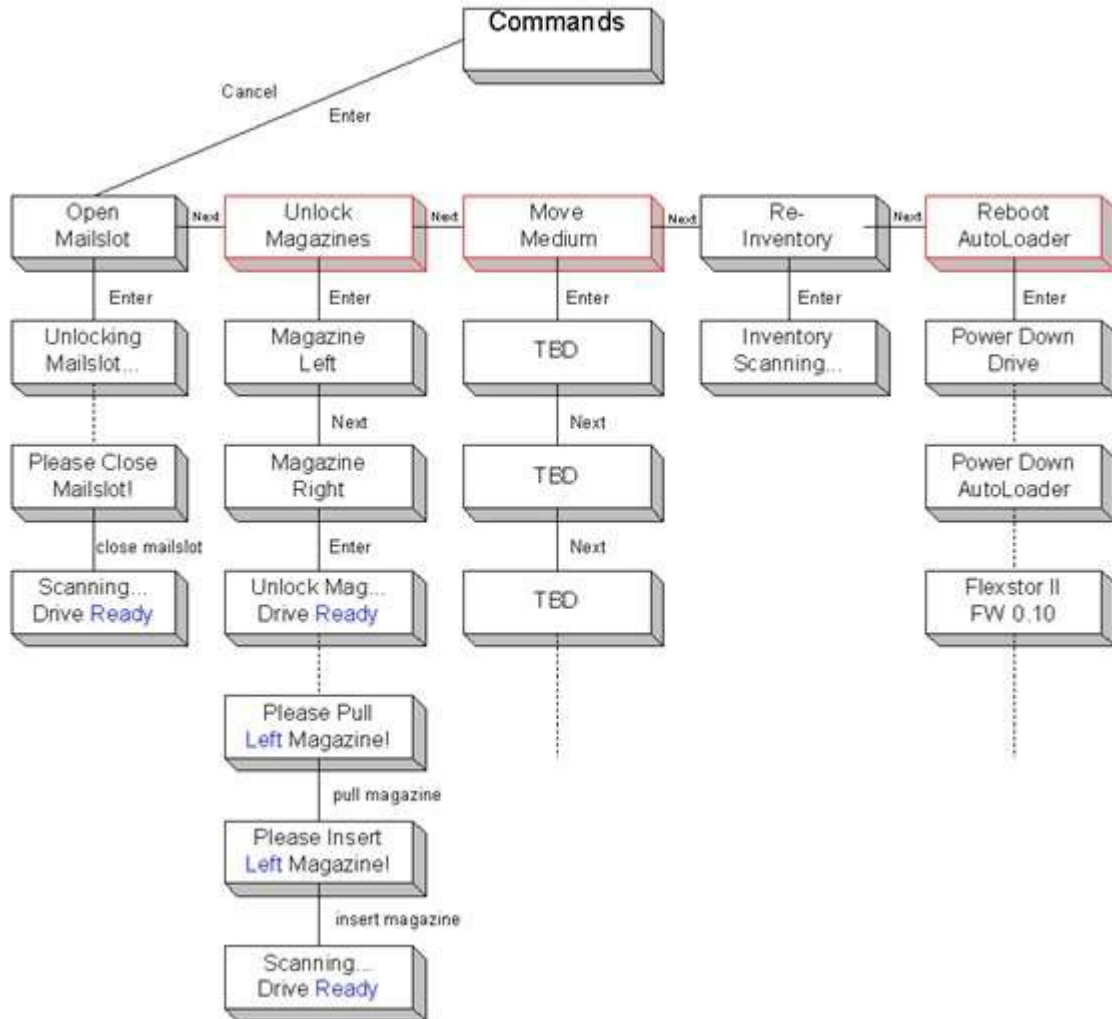 Commands
Cancel
Enter
Open
Mailslot
Next
Unlock
Magazines
Next
Move
Medium
Next
Re-
Inventory
Next
Reboot
AutoLoader
Enter
Enter
Enter
Enter
Enter
Unlocking
Mailslot...
Magazine
Left
TBD
Inventory
Scanning...
Power Down
Drive
Next
Next
Please Close
Mailslot!
Magazine
Right
TBD
Power Down
AutoLoader
close mailslot
Enter
Next
Scanning...
Drive Ready
Unlock Mag...
Drive Ready
TBD
Flexstor II
FW 0.10
Please Pull
Left Magazine!
pull magazine
Please Insert
Left Magazine!
insert magazine
Scanning...
Drive Ready